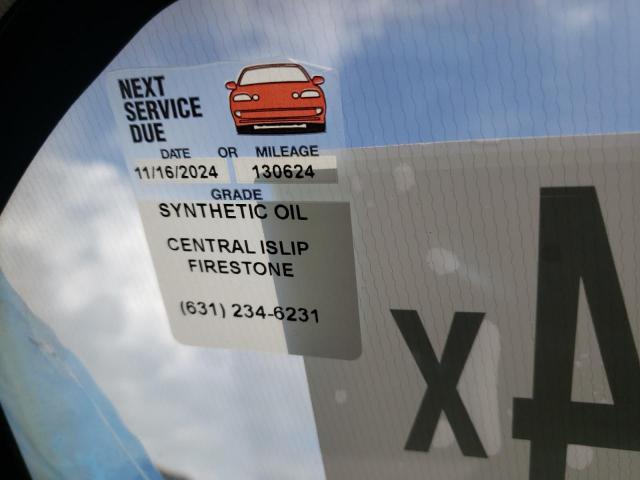 NEXT
SERVICE
DUE
DATE OR MILEAGE
11/16/2024 130624
GRADE
SYNTHETIC OIL
CENTRAL ISLIP
FIRESTONE
(631) 234-6231
X